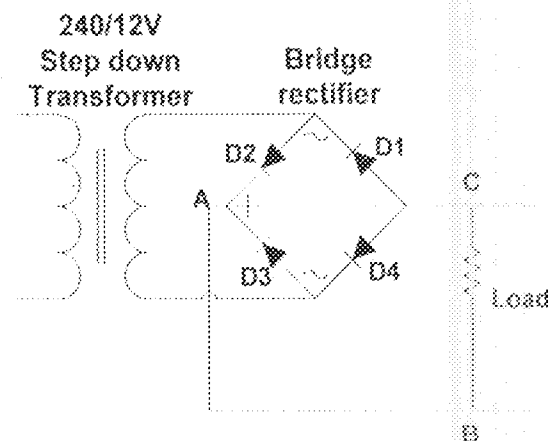 240/12V
Step down
Transformer
Bridge
rectifier
D2
D1
A
C
D3
D4
Load
B